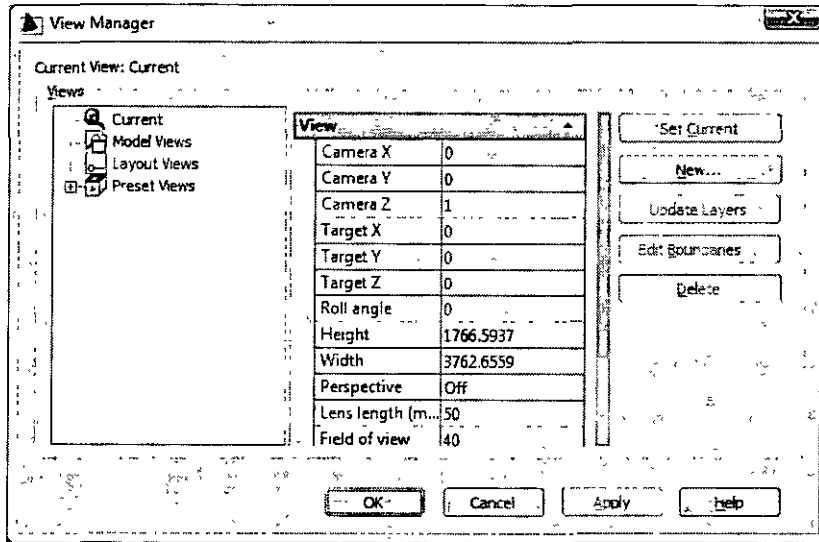 View Manager
Current View: Current
Views
Current
Model Views
Layout Views
Preset Views
View
Camera X 0
Camera Y 0
Camera Z 1
Target X 0
Target Y 0
Target Z 0
Roll angle 0
Height 1766.5937
Width 3762.6559
Perspective Off
Lens length (m... 50
Field of view 40
Set Current
New...
Update Layers
Edit Boundaries
Delete
OK
Cancel
Apply
Help